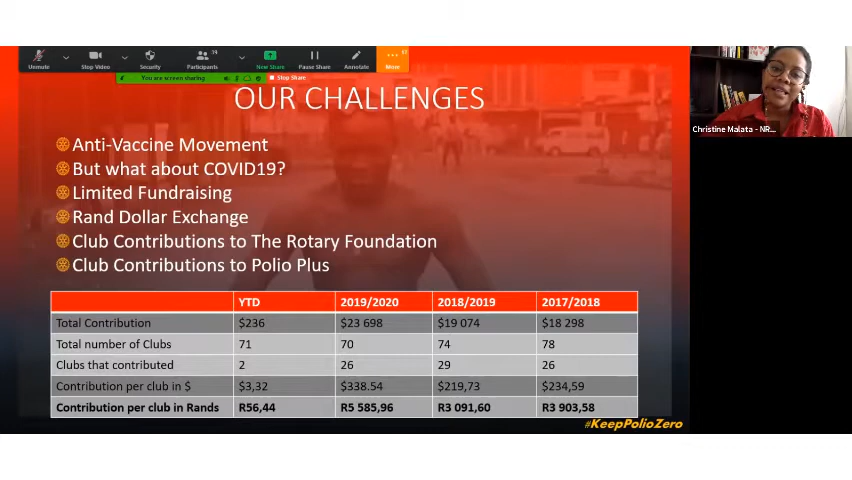 Unmute
Stop Video
Security
19
Participants
New Share
Pause Share
Annotate
More
You are screen sharing
Stop Share
OUR CHALLENGES
Anti-Vaccine Movement
But what about COVID19?
Limited Fundraising
Rand Dollar Exchange
Club Contributions to The Rotary Foundation
Club Contributions to Polio Plus
YTD 2019/2020 2018/2019 2017/2018
Total Contribution $236 $23 698 $19 074 $18 298
Total number of Clubs 71 70 74 78
Clubs that contributed 2 26 29 26
Contribution per club in $ $3,32 $338.54 $219,73 $234,59
Contribution per club in Rands R56,44 R5 585,96 R3 091,60 R3 903,58
#KeepPolioZero
Christine Malata - NR...